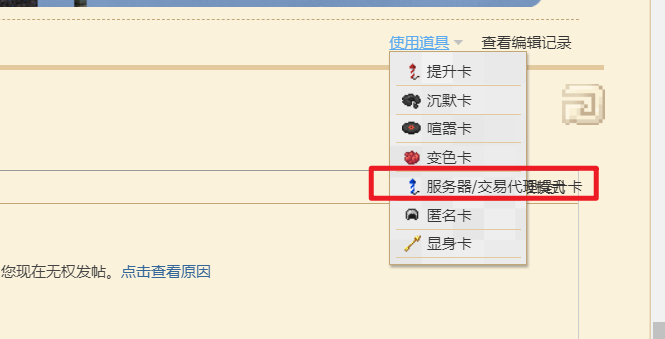 使用道具 查看编辑记录
提升卡
沉默卡
喧嚣卡
变色卡
服务器/交易代理提升卡
匿名卡
显身卡
您现在无权发帖。点击查看原因